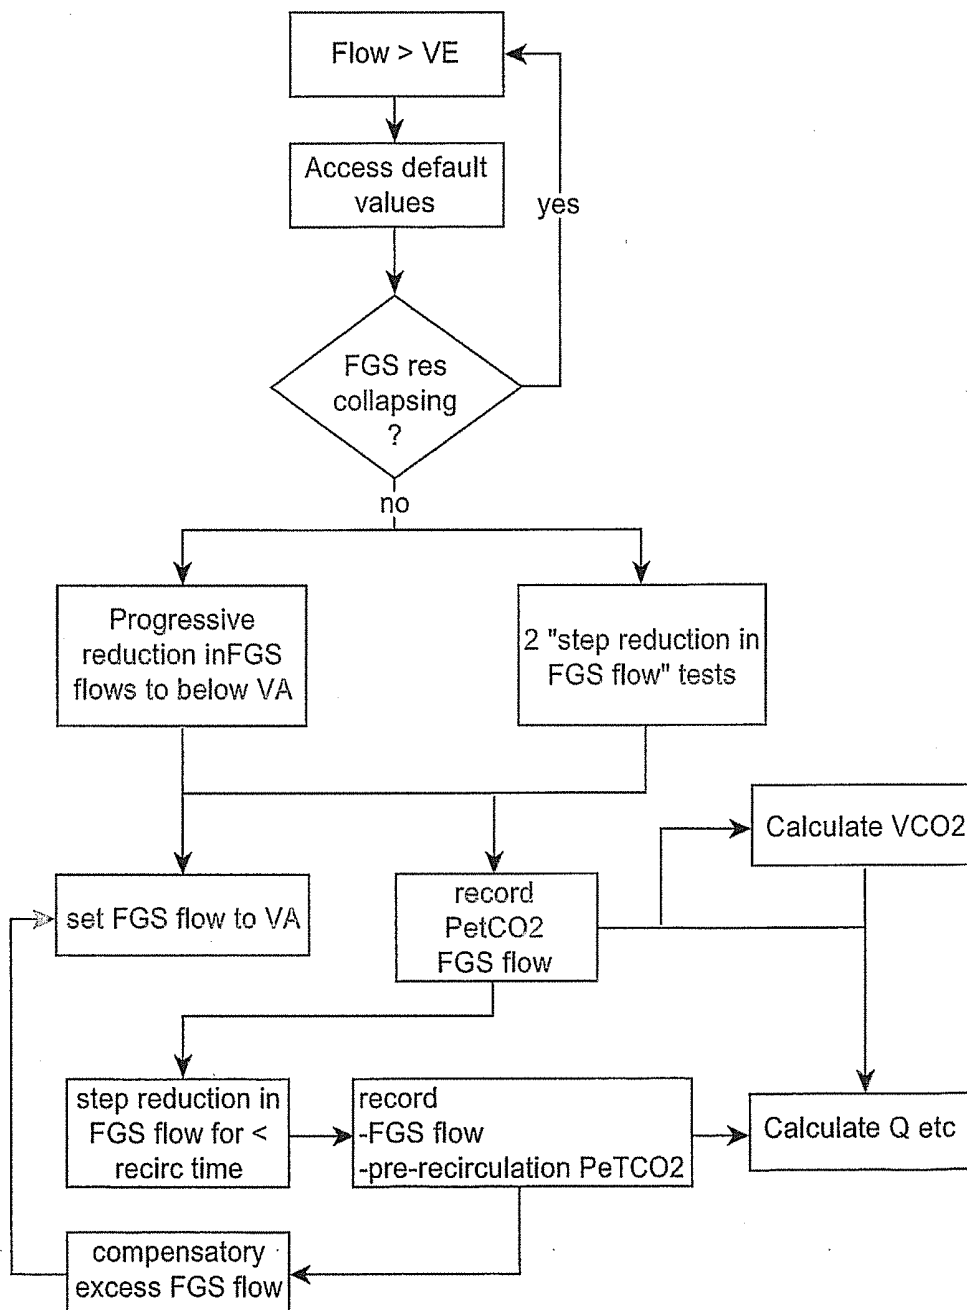 Flow > VE
Access default
values
yes
FGS res
collapsing
?
no
Progressive
reduction inFGS
flows to below VA
2 "step reduction in
FGS flow" tests
Calculate VCO2
set FGS flow to VA
record
PetCO2
FGS flow
step reduction in
FGS flow for <
recirc time
record
-FGS flow
-pre-recirculation PeTCO2
Calculate Q etc
compensatory
excess FGS flow